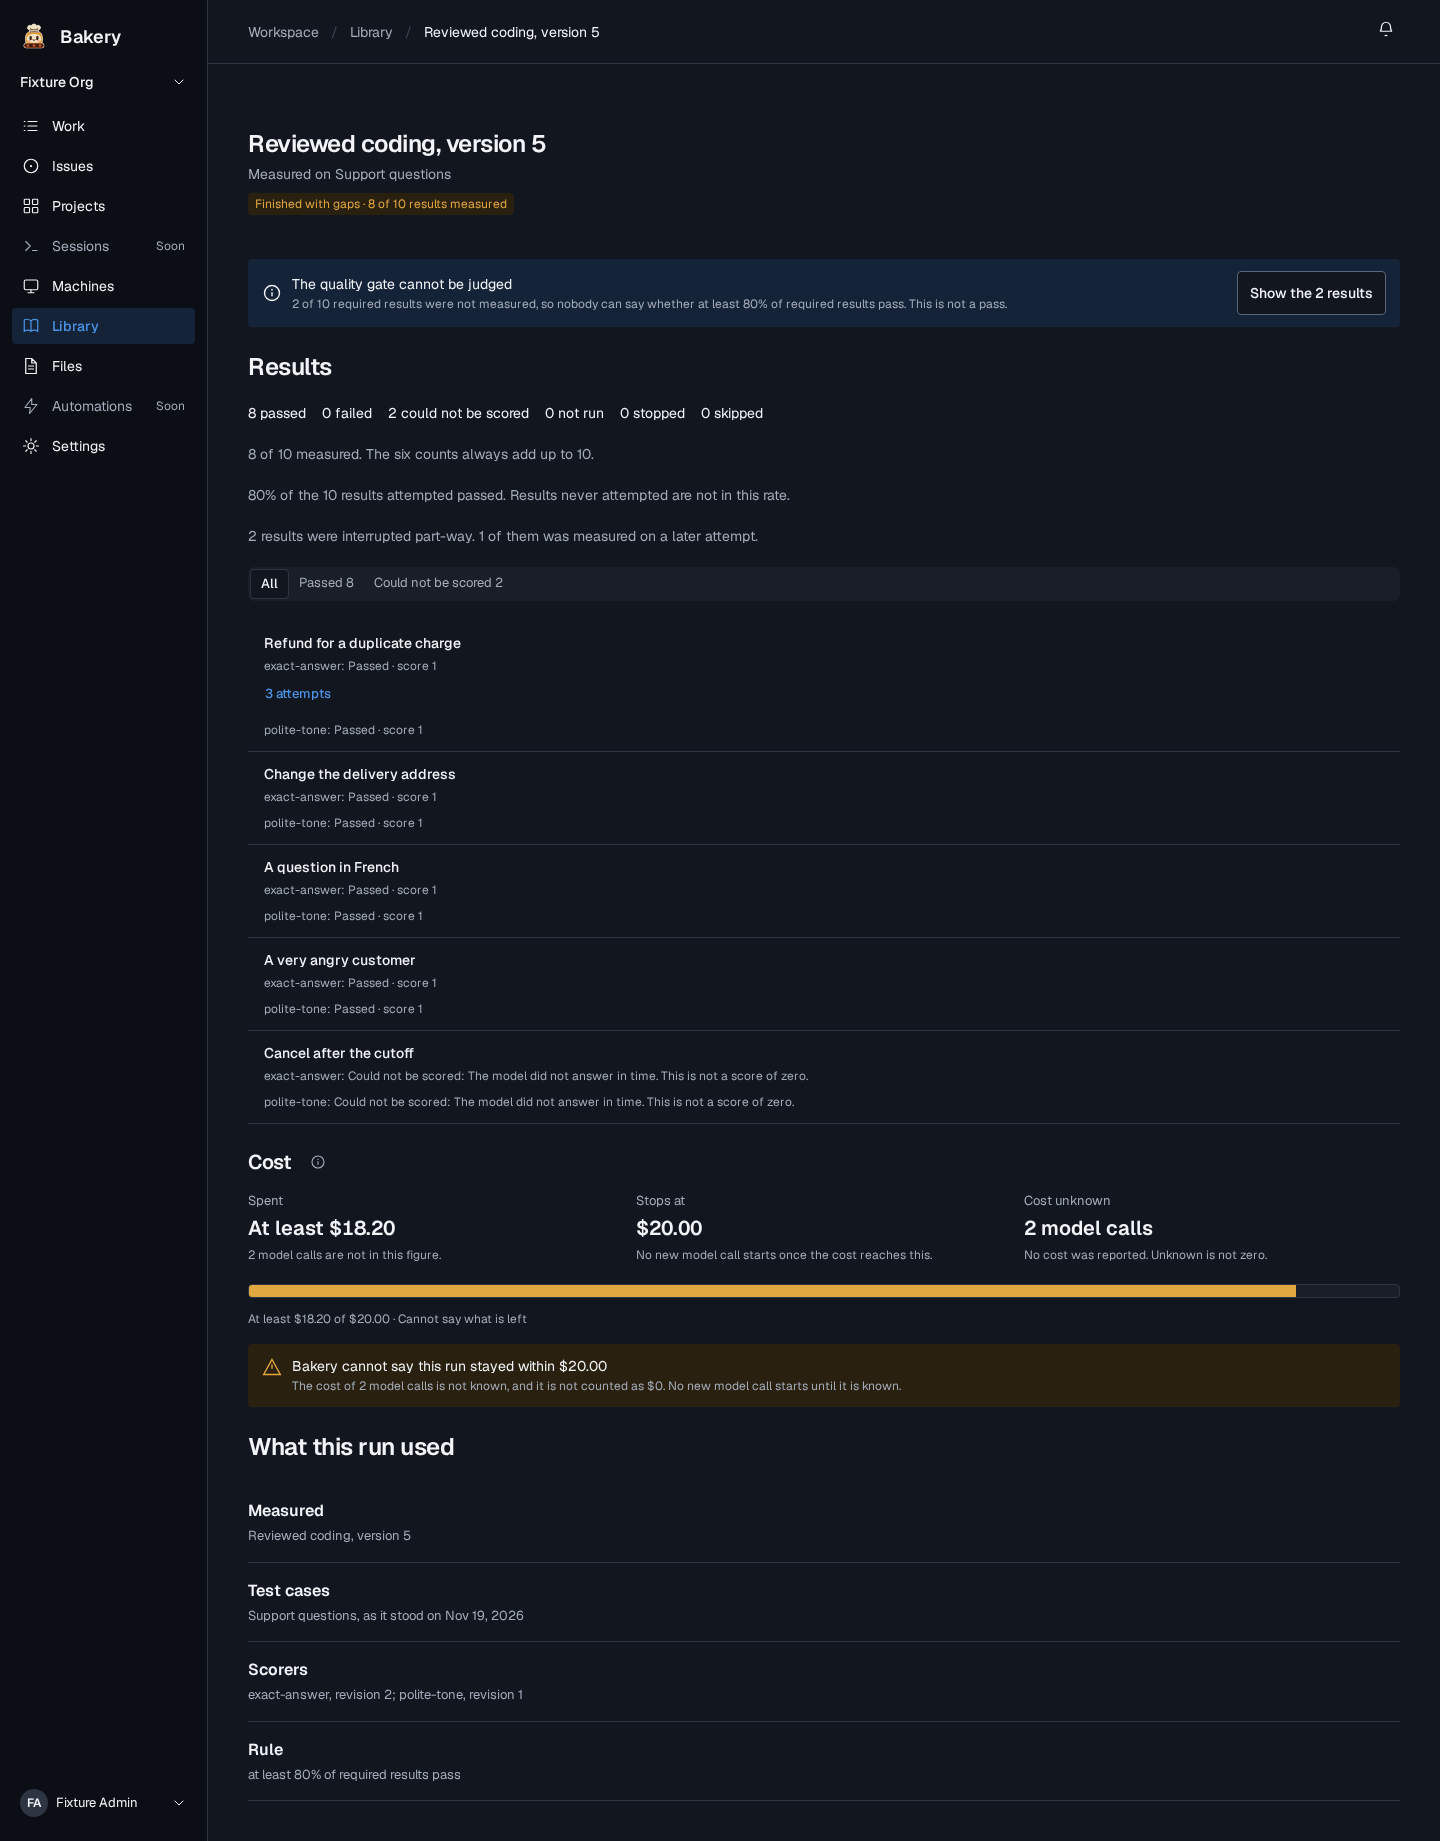 Bakery
Fixture Org
Work
Issues
Projects
Sessions Soon
Machines
Library
Files
Automations Soon
Settings
FA Fixture Admin
Workspace / Library / Reviewed coding, version 5
Reviewed coding, version 5
Measured on Support questions
Finished with gaps · 8 of 10 results measured
The quality gate cannot be judged
2 of 10 required results were not measured, so nobody can say whether at least 80% of required results pass. This is not a pass.
Show the 2 results
Results
8 passed 0 failed 2 could not be scored 0 not run 0 stopped 0 skipped
8 of 10 measured. The six counts always add up to 10.
80% of the 10 results attempted passed. Results never attempted are not in this rate.
2 results were interrupted part-way. 1 of them was measured on a later attempt.
All Passed 8 Could not be scored 2
Refund for a duplicate charge
exact-answer: Passed · score 1
3 attempts
polite-tone: Passed · score 1
Change the delivery address
exact-answer: Passed · score 1
polite-tone: Passed · score 1
A question in French
exact-answer: Passed · score 1
polite-tone: Passed · score 1
A very angry customer
exact-answer: Passed · score 1
polite-tone: Passed · score 1
Cancel after the cutoff
exact-answer: Could not be scored: The model did not answer in time. This is not a score of zero.
polite-tone: Could not be scored: The model did not answer in time. This is not a score of zero.
Cost
Spent
At least $18.20
2 model calls are not in this figure.
Stops at
$20.00
No new model call starts once the cost reaches this.
Cost unknown
2 model calls
No cost was reported. Unknown is not zero.
At least $18.20 of $20.00 · Cannot say what is left
Bakery cannot say this run stayed within $20.00
The cost of 2 model calls is not known, and it is not counted as $0. No new model call starts until it is known.
What this run used
Measured
Reviewed coding, version 5
Test cases
Support questions, as it stood on Nov 19, 2026
Scorers
exact-answer, revision 2; polite-tone, revision 1
Rule
at least 80% of required results pass